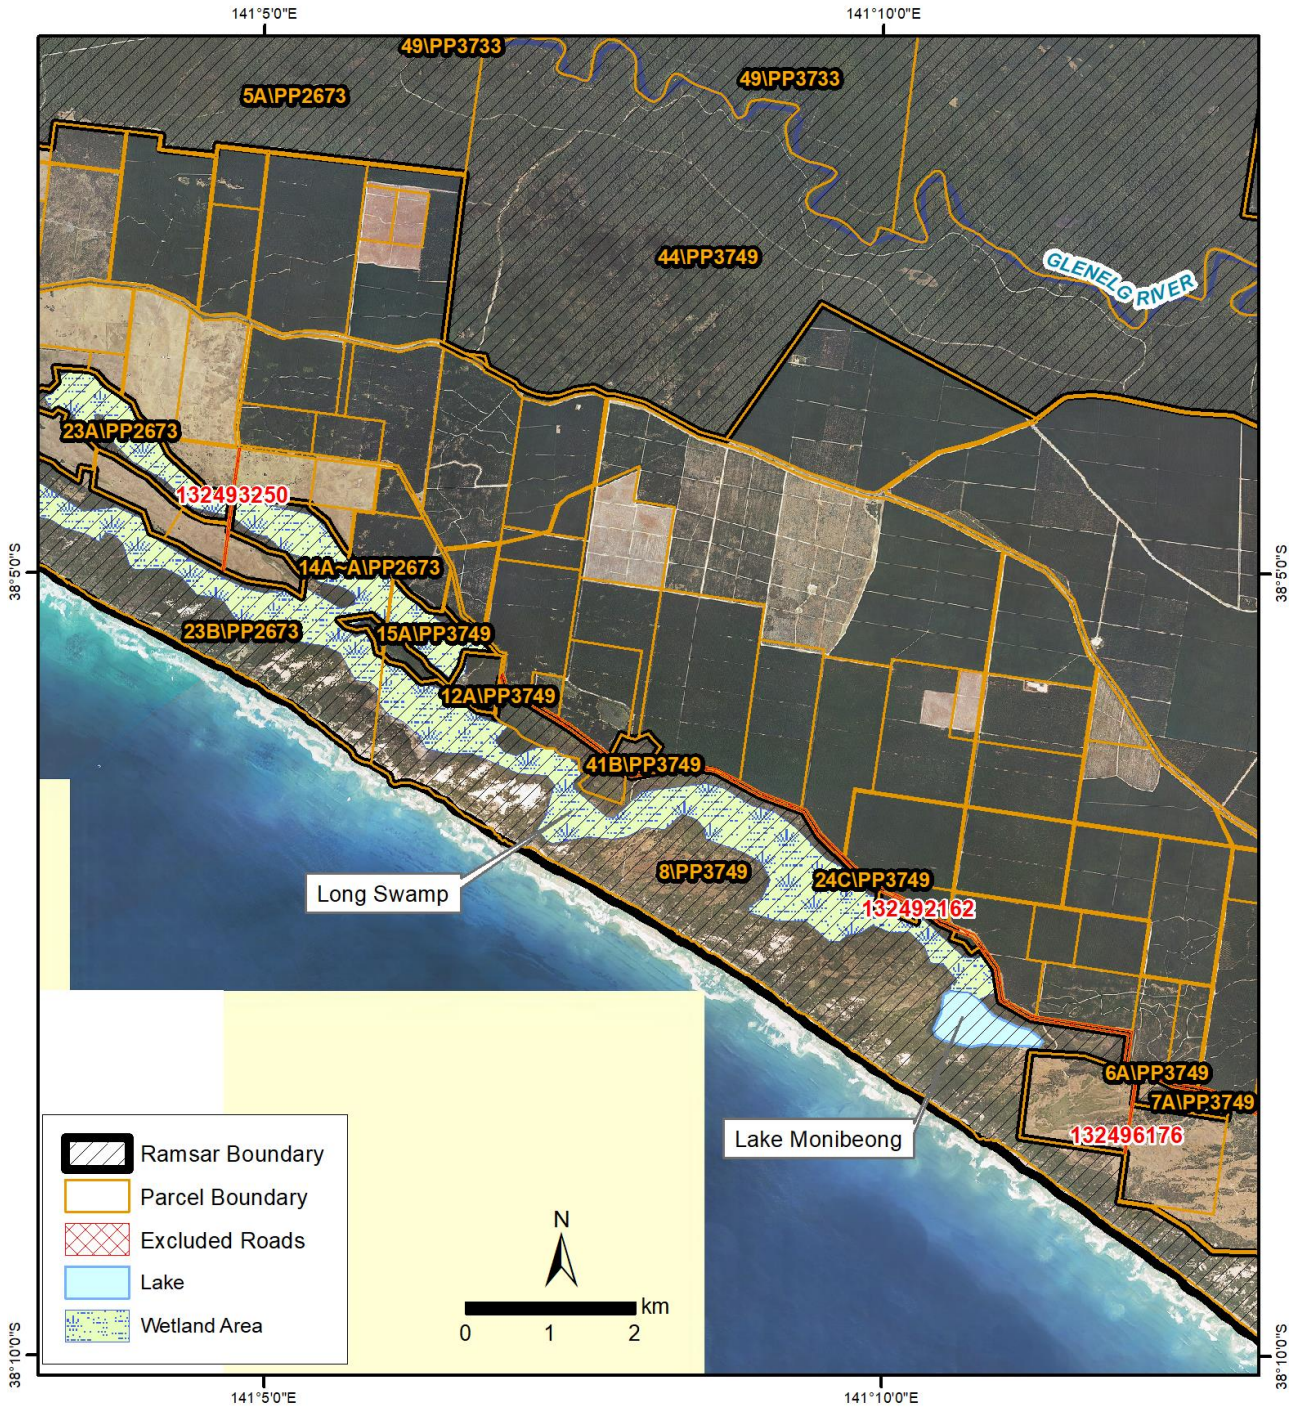 141°5'0"E
141°10'0"E
49\PP3733
5A\PP2673
49\PP3733
44\PP3749
GLENELG RIVER
23A\PP2673
132493250
14A~A\PP2673
38°5'0"S
38°5'0"S
23B\PP2673
15A\PP3749
12A\PP3749
41B\PP3749
8\PP3749
24C\PP3749
Long Swamp
132492162
6A\PP3749
7A\PP3749
Lake Monibeong
132496176
Ramsar Boundary
Parcel Boundary
Excluded Roads
Lake
Wetland Area
N
km
0 1 2
38°10'0"S
38°10'0"S
141°5'0"E
141°10'0"E